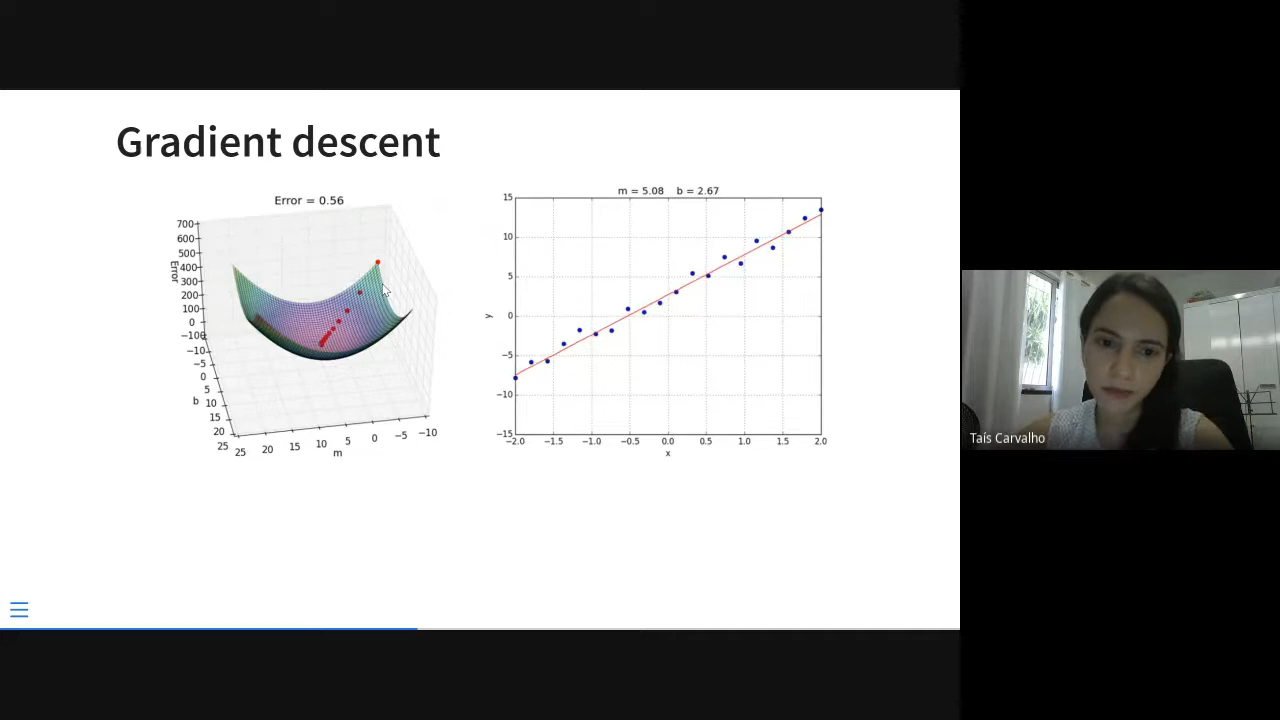 Gradient descent
Error = 0.56
700
600
500
400
300
200
100
0
−100
Error
−10
−5
0
5
10
15
20
25
b
25 20 15 10 5 0 −5 −10
m
m = 5.08 b = 2.67
15
10
5
0
−5
−10
−15
y
−2.0 −1.5 −1.0 −0.5 0.0 0.5 1.0 1.5 2.0
x
Taís Carvalho